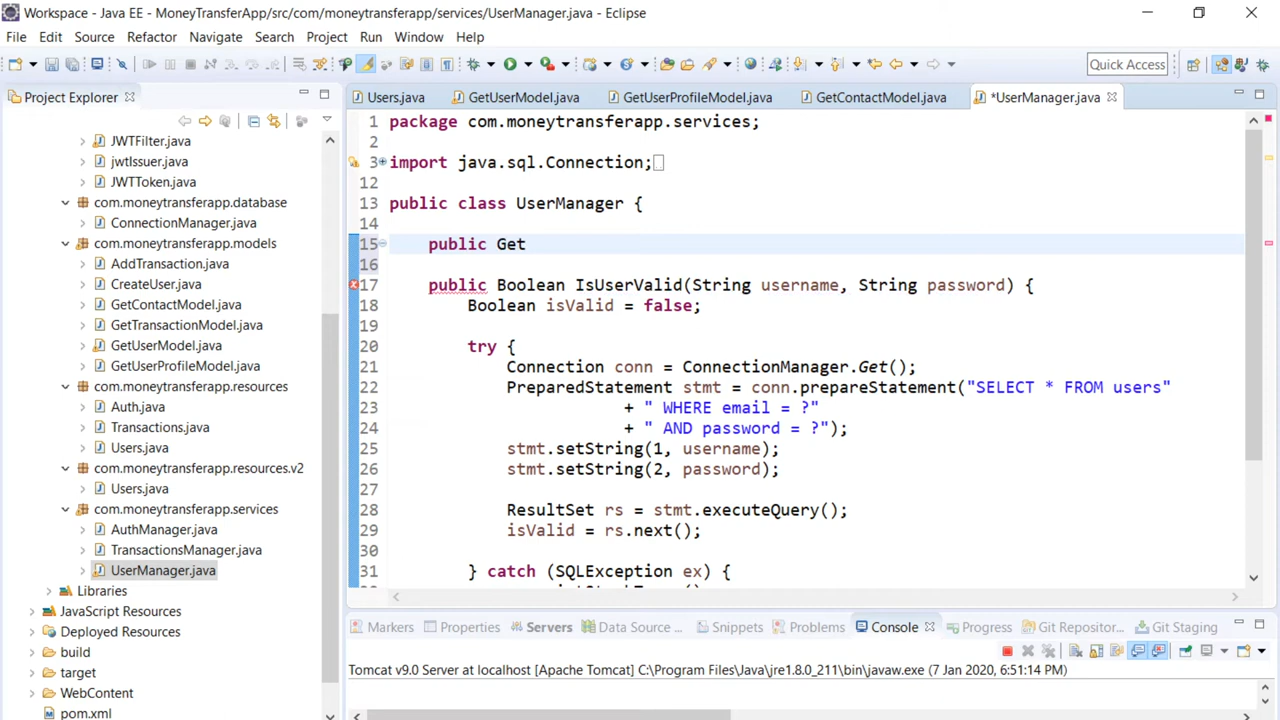 Workspace - Java EE - MoneyTransferApp/src/com/moneytransferapp/services/UserManager.java - Eclipse
File Edit Source Refactor Navigate Search Project Run Window Help
Quick Access
Project Explorer
JWTFilter.java
jwtIssuer.java
JWTToken.java
com.moneytransferapp.database
ConnectionManager.java
com.moneytransferapp.models
AddTransaction.java
CreateUser.java
GetContactModel.java
GetTransactionModel.java
GetUserModel.java
GetUserProfileModel.java
com.moneytransferapp.resources
Auth.java
Transactions.java
Users.java
com.moneytransferapp.resources.v2
Users.java
com.moneytransferapp.services
AuthManager.java
TransactionsManager.java
UserManager.java
Libraries
JavaScript Resources
Deployed Resources
build
target
WebContent
pom.xml
Users.java GetUserModel.java GetUserProfileModel.java GetContactModel.java *UserManager.java
1 package com.moneytransferapp.services;
2
3 import java.sql.Connection;
12
13 public class UserManager {
14
15 public Get
16
17 public Boolean IsUserValid(String username, String password) {
18 Boolean isValid = false;
19
20 try {
21 Connection conn = ConnectionManager.Get();
22 PreparedStatement stmt = conn.prepareStatement("SELECT * FROM users"
23 + " WHERE email = ?"
24 + " AND password = ?");
25 stmt.setString(1, username);
26 stmt.setString(2, password);
27
28 ResultSet rs = stmt.executeQuery();
29 isValid = rs.next();
30
31 } catch (SQLException ex) {
Markers Properties Servers Data Source ... Snippets Problems Console Progress Git Repositor... Git Staging
Tomcat v9.0 Server at localhost [Apache Tomcat] C:\Program Files\Java\jre1.8.0_211\bin\javaw.exe (7 Jan 2020, 6:51:14 PM)